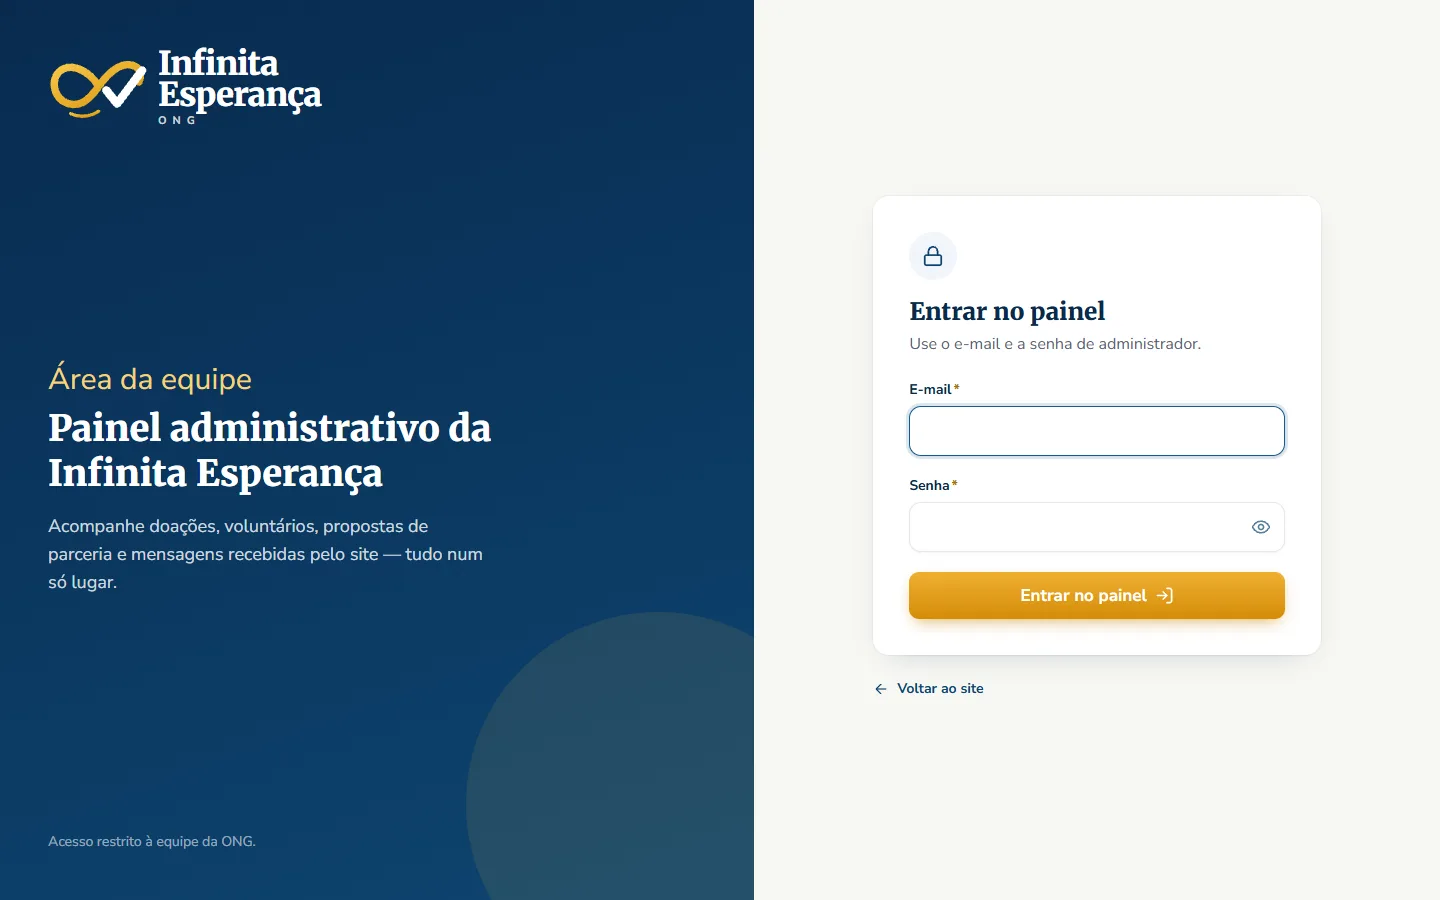 Infinita
Esperança
ONG
Área da equipe
Painel administrativo da
Infinita Esperança
Acompanhe doações, voluntários, propostas de
parceria e mensagens recebidas pelo site — tudo num
só lugar.
Acesso restrito à equipe da ONG.
Entrar no painel
Use o e-mail e a senha de administrador.
E-mail*
Senha*
Entrar no painel
Voltar ao site